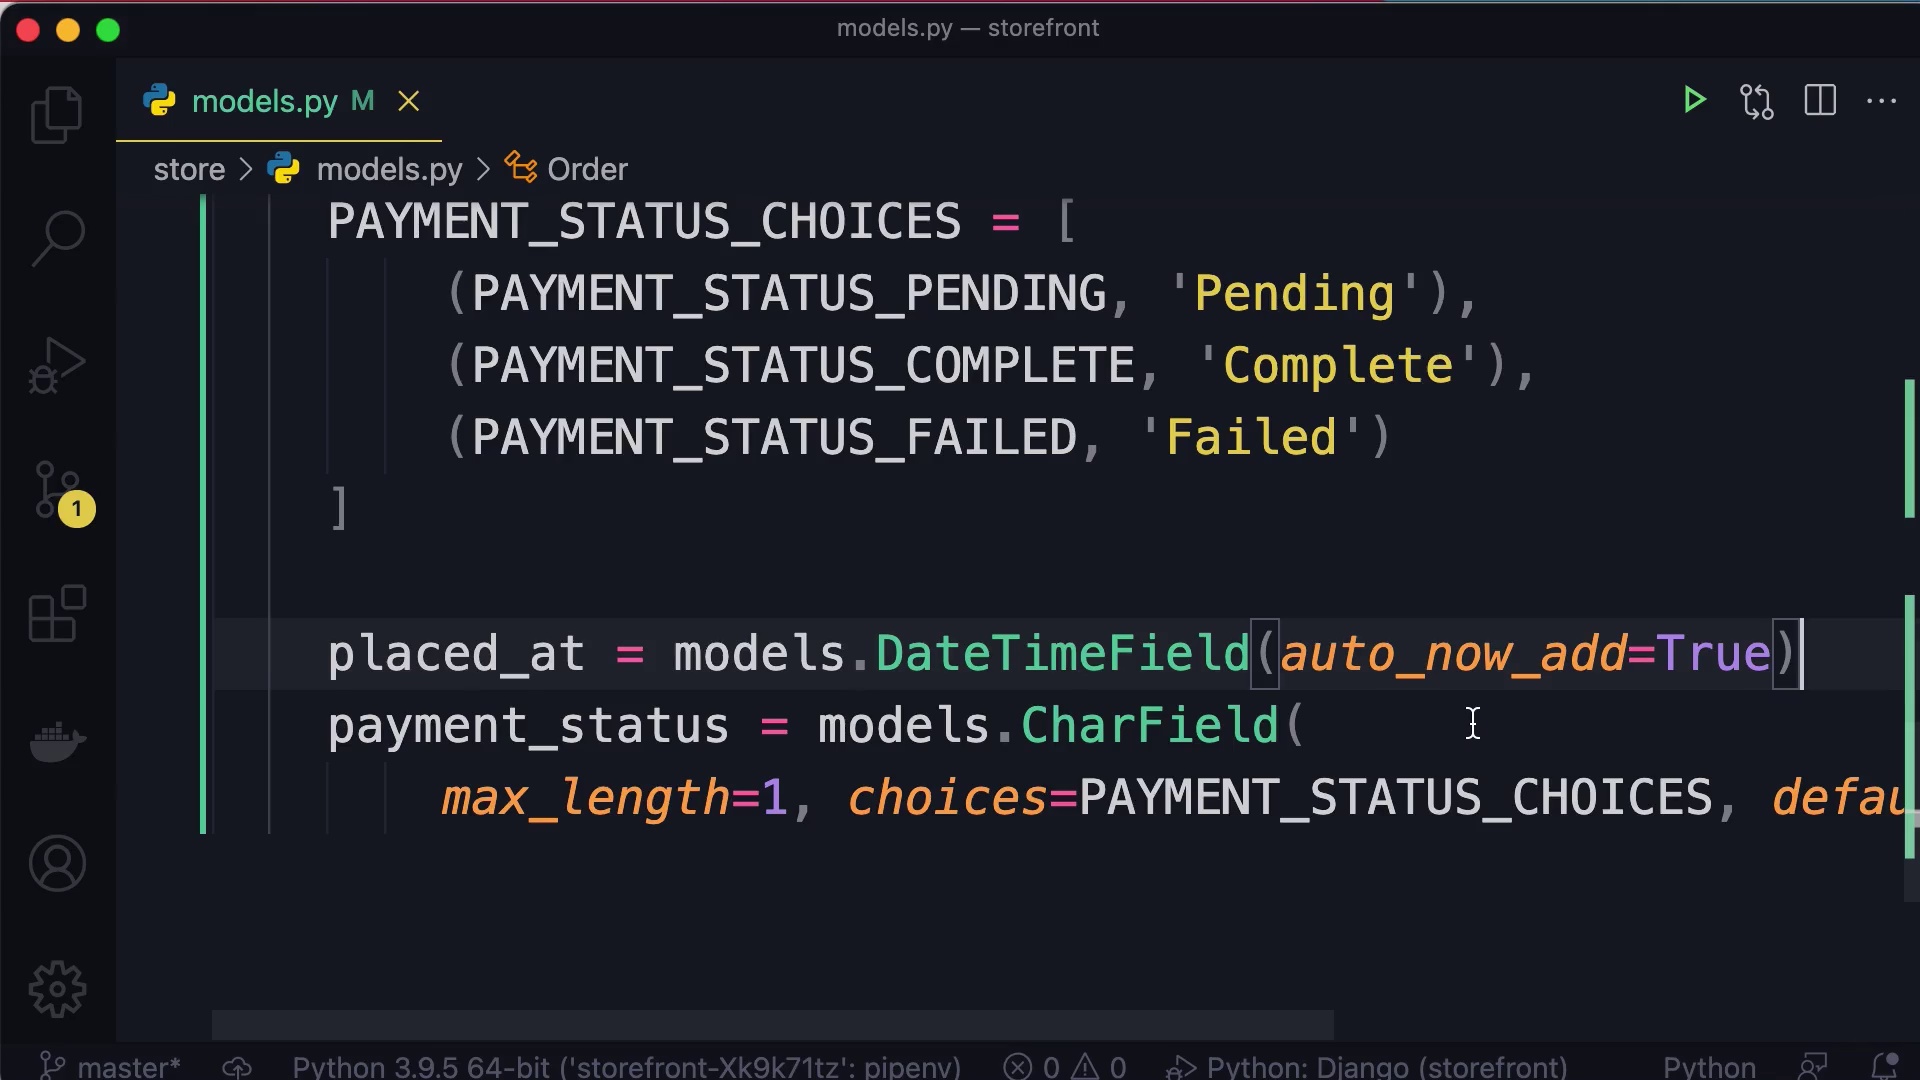 models.py — storefront
models.py M
store > models.py > Order
PAYMENT_STATUS_CHOICES = [
(PAYMENT_STATUS_PENDING, 'Pending'),
(PAYMENT_STATUS_COMPLETE, 'Complete'),
(PAYMENT_STATUS_FAILED, 'Failed')
]
placed_at = models.DateTimeField(auto_now_add=True)
payment_status = models.CharField(
max_length=1, choices=PAYMENT_STATUS_CHOICES, defau
1
master* Python 3.9.5 64-bit ('storefront-Xk9k71tz': pipenv) 0 0 Python: Django (storefront) Python